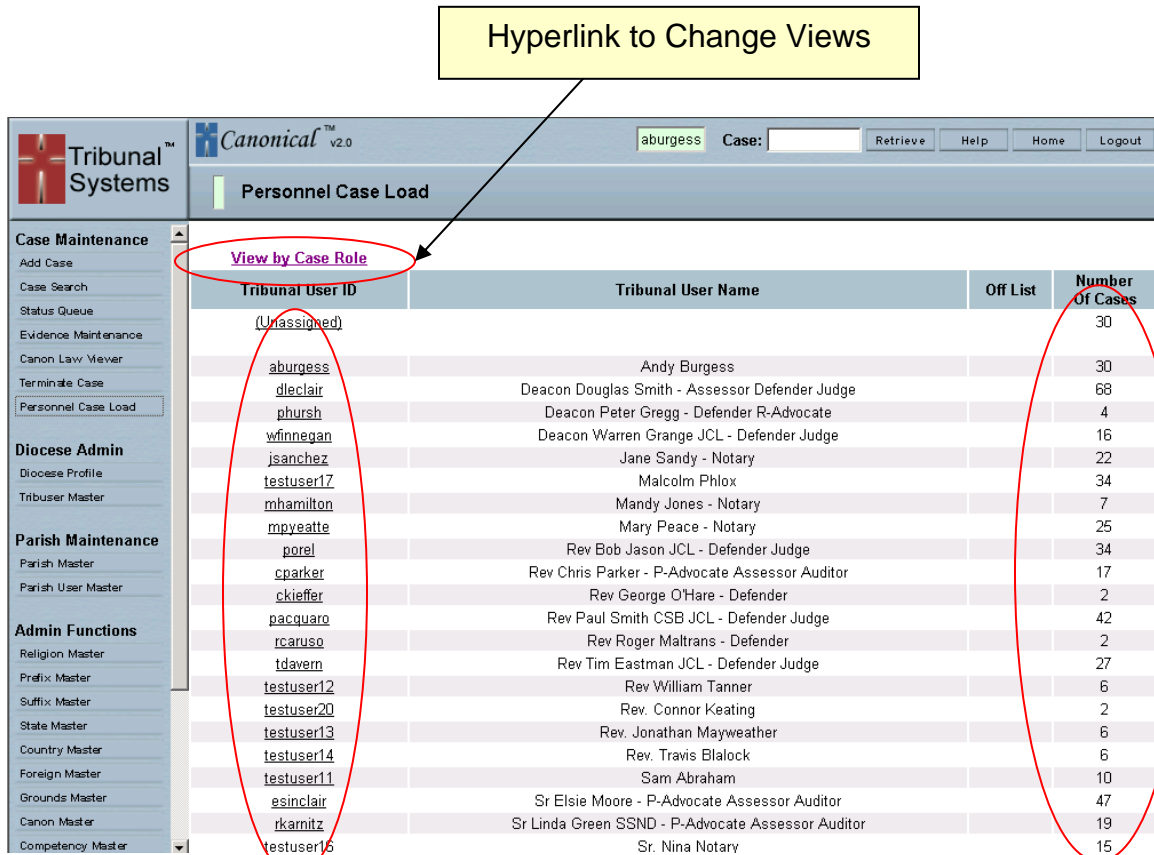 Hyperlink to Change Views
Tribunal™
Systems
Canonical™ v2.0
aburgess Case: Retrieve Help Home Logout
Personnel Case Load
Case Maintenance
Add Case
Case Search
Status Queue
Evidence Maintenance
Canon Law Viewer
Terminate Case
Personnel Case Load
Diocese Admin
Diocese Profile
Tribuser Master
Parish Maintenance
Parish Master
Parish User Master
Admin Functions
Religion Master
Prefix Master
Suffix Master
State Master
Country Master
Foreign Master
Grounds Master
Canon Master
Competency Master
View by Case Role
Tribunal User ID Tribunal User Name Off List Number Of Cases
(Unassigned) 30
aburgess Andy Burgess 30
dleclair Deacon Douglas Smith - Assessor Defender Judge 68
phursh Deacon Peter Gregg - Defender R-Advocate 4
wfinnegan Deacon Warren Grange JCL - Defender Judge 16
jsanchez Jane Sandy - Notary 22
testuser17 Malcolm Phlox 34
mhamilton Mandy Jones - Notary 7
mpyeatte Mary Peace - Notary 25
porel Rev Bob Jason JCL - Defender Judge 34
cparker Rev Chris Parker - P-Advocate Assessor Auditor 17
ckieffer Rev George O'Hare - Defender 2
pacquaro Rev Paul Smith CSB JCL - Defender Judge 42
rcaruso Rev Roger Maltrans - Defender 2
tdavern Rev Tim Eastman JCL - Defender Judge 27
testuser12 Rev William Tanner 6
testuser20 Rev. Connor Keating 2
testuser13 Rev. Jonathan Mayweather 6
testuser14 Rev. Travis Blalock 6
testuser11 Sam Abraham 10
esinclair Sr Elsie Moore - P-Advocate Assessor Auditor 47
rkarnitz Sr Linda Green SSND - P-Advocate Assessor Auditor 19
testuser16 Sr. Nina Notary 15